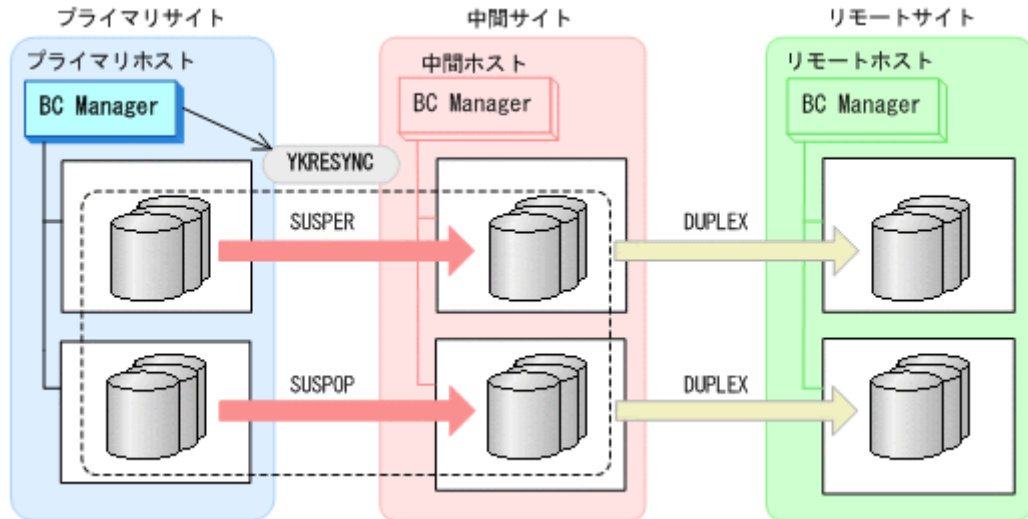 プライマリサイト
中間サイト
リモートサイト
プライマリホスト
中間ホスト
リモートホスト
BC Manager
BC Manager
BC Manager
YKRESYNC
SUSPER
DUPLEX
SUSPOP
DUPLEX